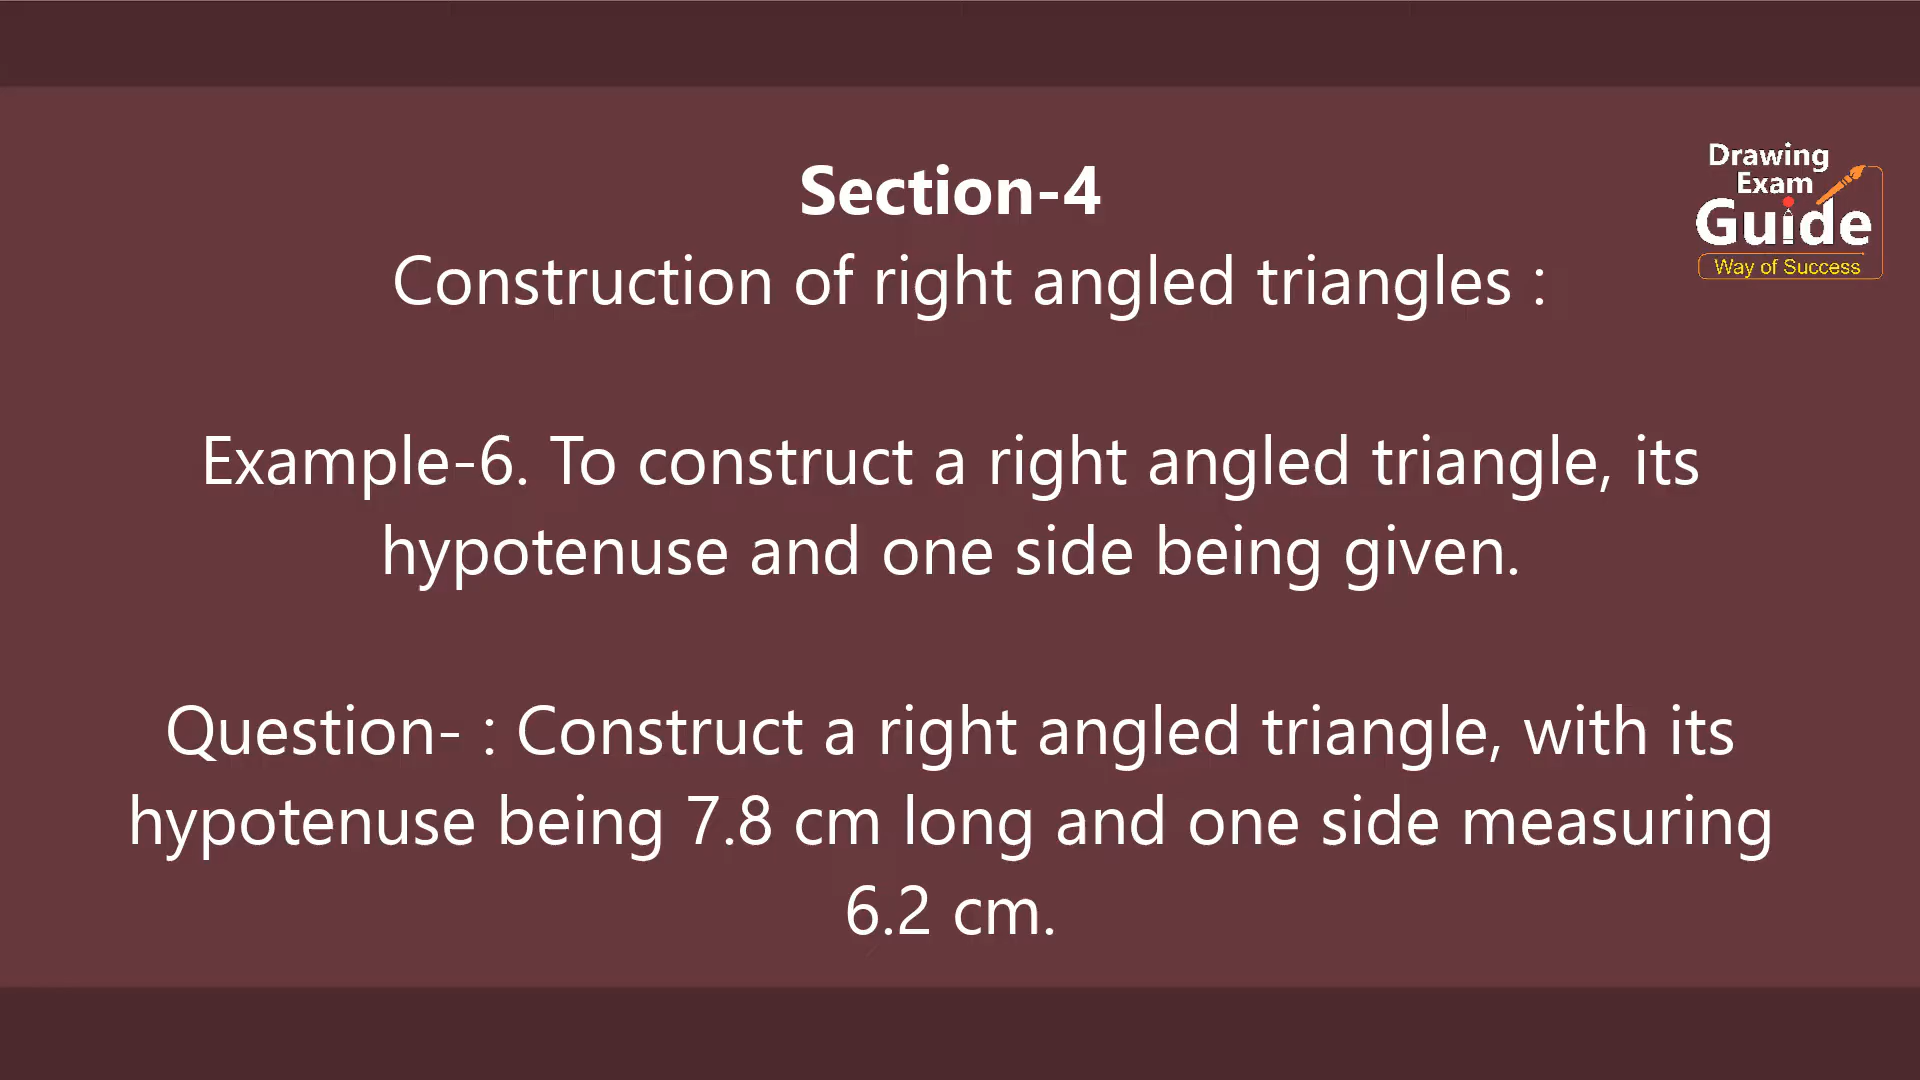 Drawing
Exam
Guide
Way of Success
Section-4
Construction of right angled triangles :
Example-6. To construct a right angled triangle, its
hypotenuse and one side being given.
Question- : Construct a right angled triangle, with its
hypotenuse being 7.8 cm long and one side measuring
6.2 cm.